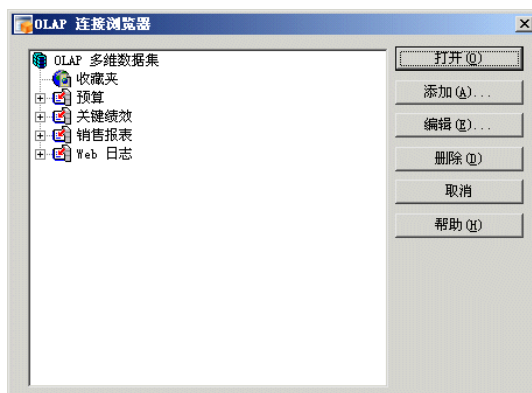 OLAP 连接浏览器
OLAP 多维数据集
收藏夹
预算
关键绩效
销售报表
Web 日志
打开(O)
添加(A)...
编辑(E)...
删除(D)
取消
帮助(H)